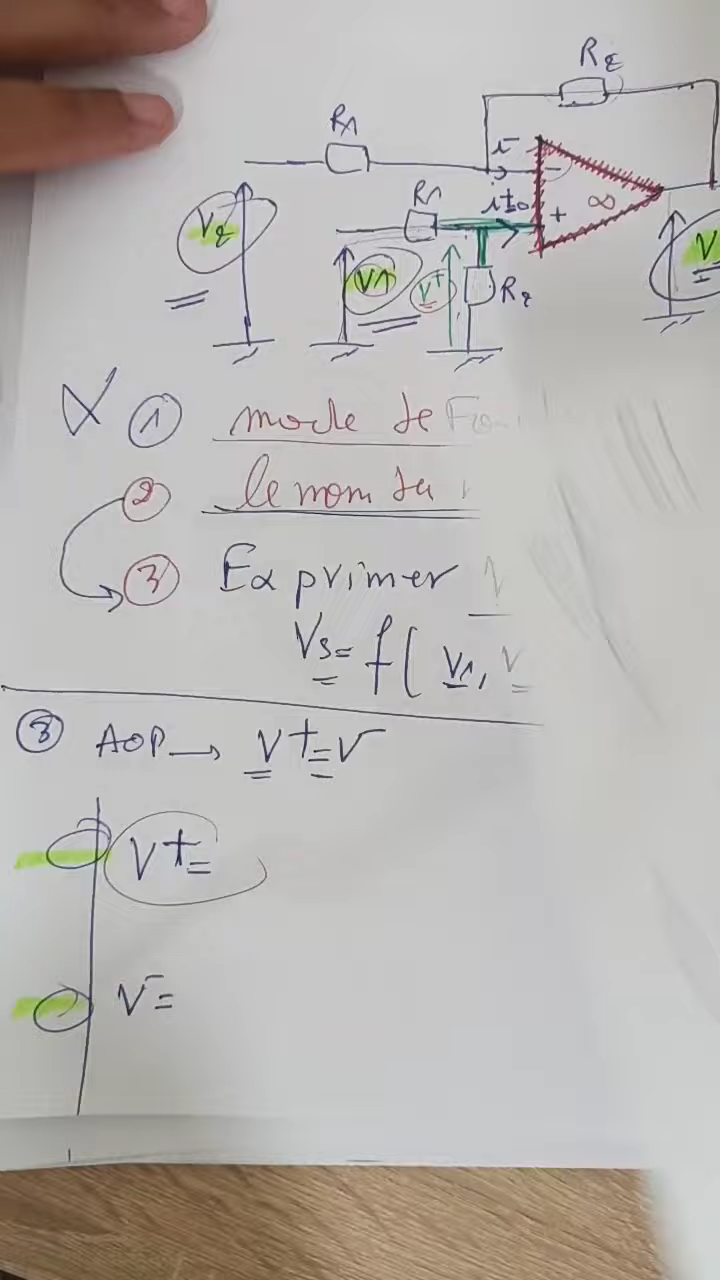 R2
R1
i-
-
R1
i+=0
V2
+
∞
V1
V+
R2
V
① mode de Fon
② le nom du
③ Exprimer V
Vs= f( V1, V
③ AOP → V+=V-
V+=
V-=